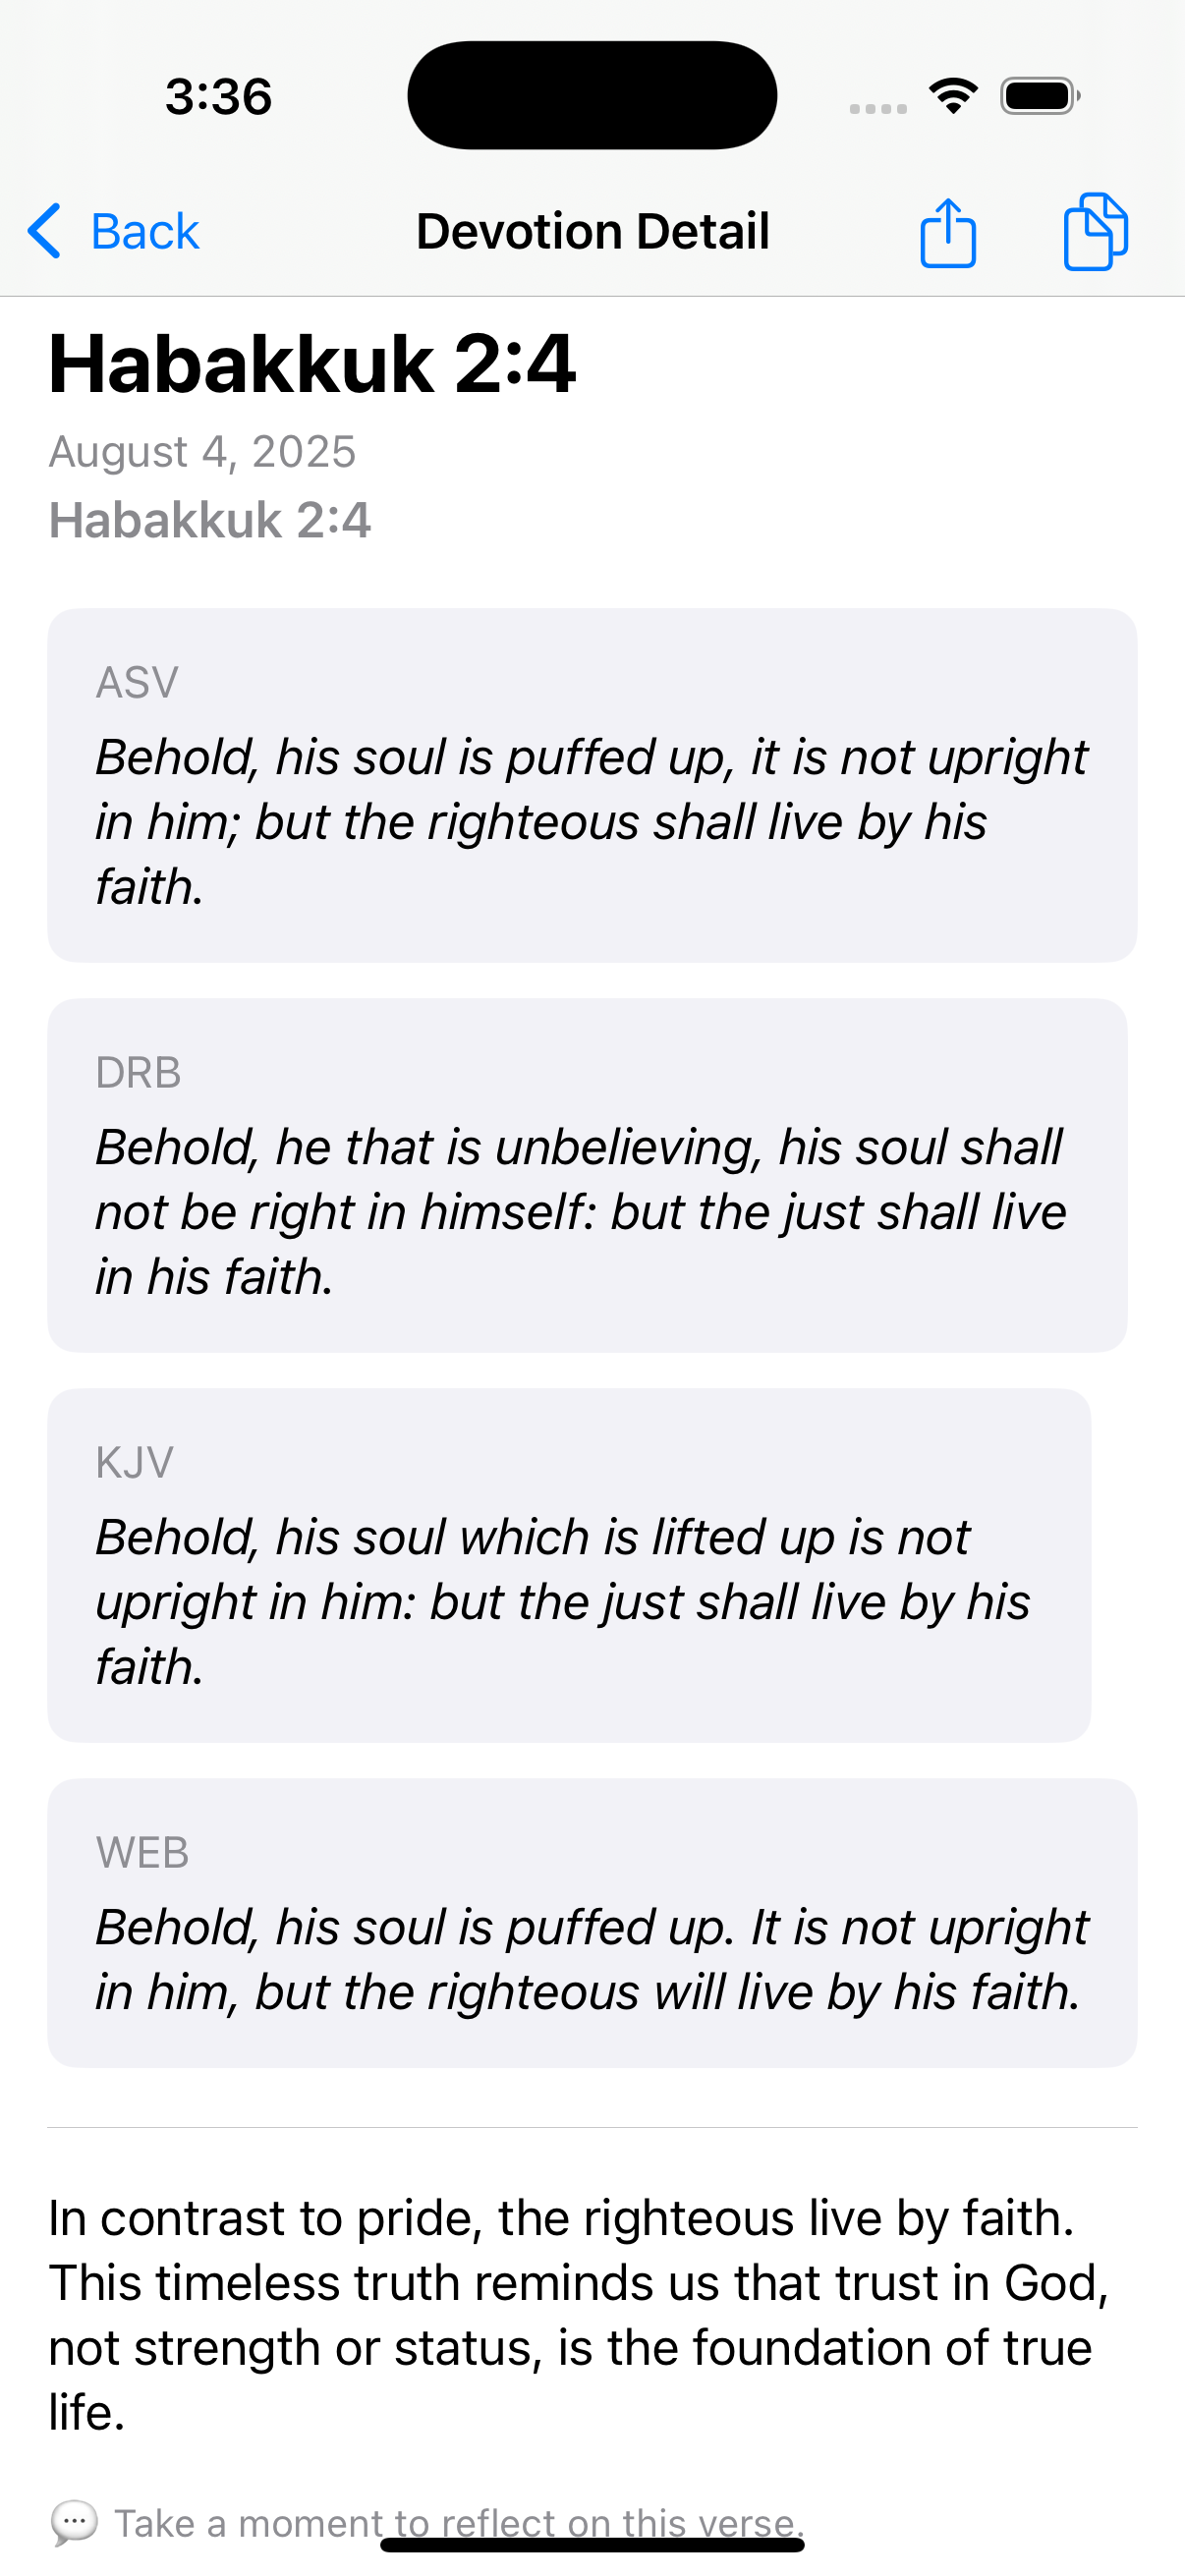 3:36
Back
Devotion Detail
Habakkuk 2:4
August 4, 2025
Habakkuk 2:4
ASV
Behold, his soul is puffed up, it is not upright
in him; but the righteous shall live by his
faith.
DRB
Behold, he that is unbelieving, his soul shall
not be right in himself: but the just shall live
in his faith.
KJV
Behold, his soul which is lifted up is not
upright in him: but the just shall live by his
faith.
WEB
Behold, his soul is puffed up. It is not upright
in him, but the righteous will live by his faith.
In contrast to pride, the righteous live by faith.
This timeless truth reminds us that trust in God,
not strength or status, is the foundation of true
life.
Take a moment to reflect on this verse.